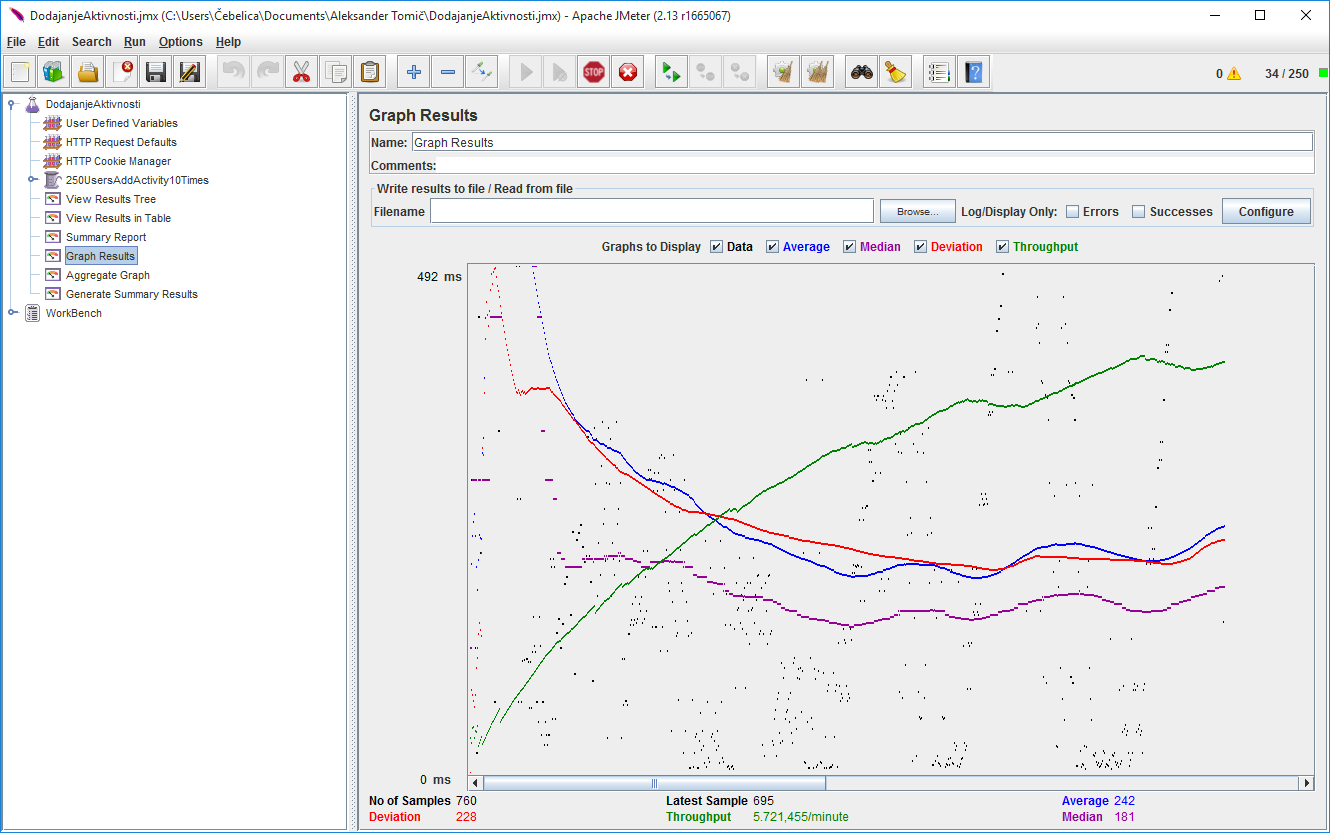 DodajanjeAktivnosti.jmx (C:\Users\Čebelica\Documents\Aleksander Tomič\DodajanjeAktivnosti.jmx) - Apache JMeter (2.13 r1665067)
File Edit Search Run Options Help
STOP
0 34 / 250
DodajanjeAktivnosti
User Defined Variables
HTTP Request Defaults
HTTP Cookie Manager
250UsersAddActivity10Times
View Results Tree
View Results in Table
Summary Report
Graph Results
Aggregate Graph
Generate Summary Results
WorkBench
Graph Results
Name: Graph Results
Comments:
Write results to file / Read from file
Filename Browse... Log/Display Only: Errors Successes Configure
Graphs to Display Data Average Median Deviation Throughput
492 ms
0 ms
No of Samples 760 Latest Sample 695 Average 242
Deviation 228 Throughput 5.721,455/minute Median 181